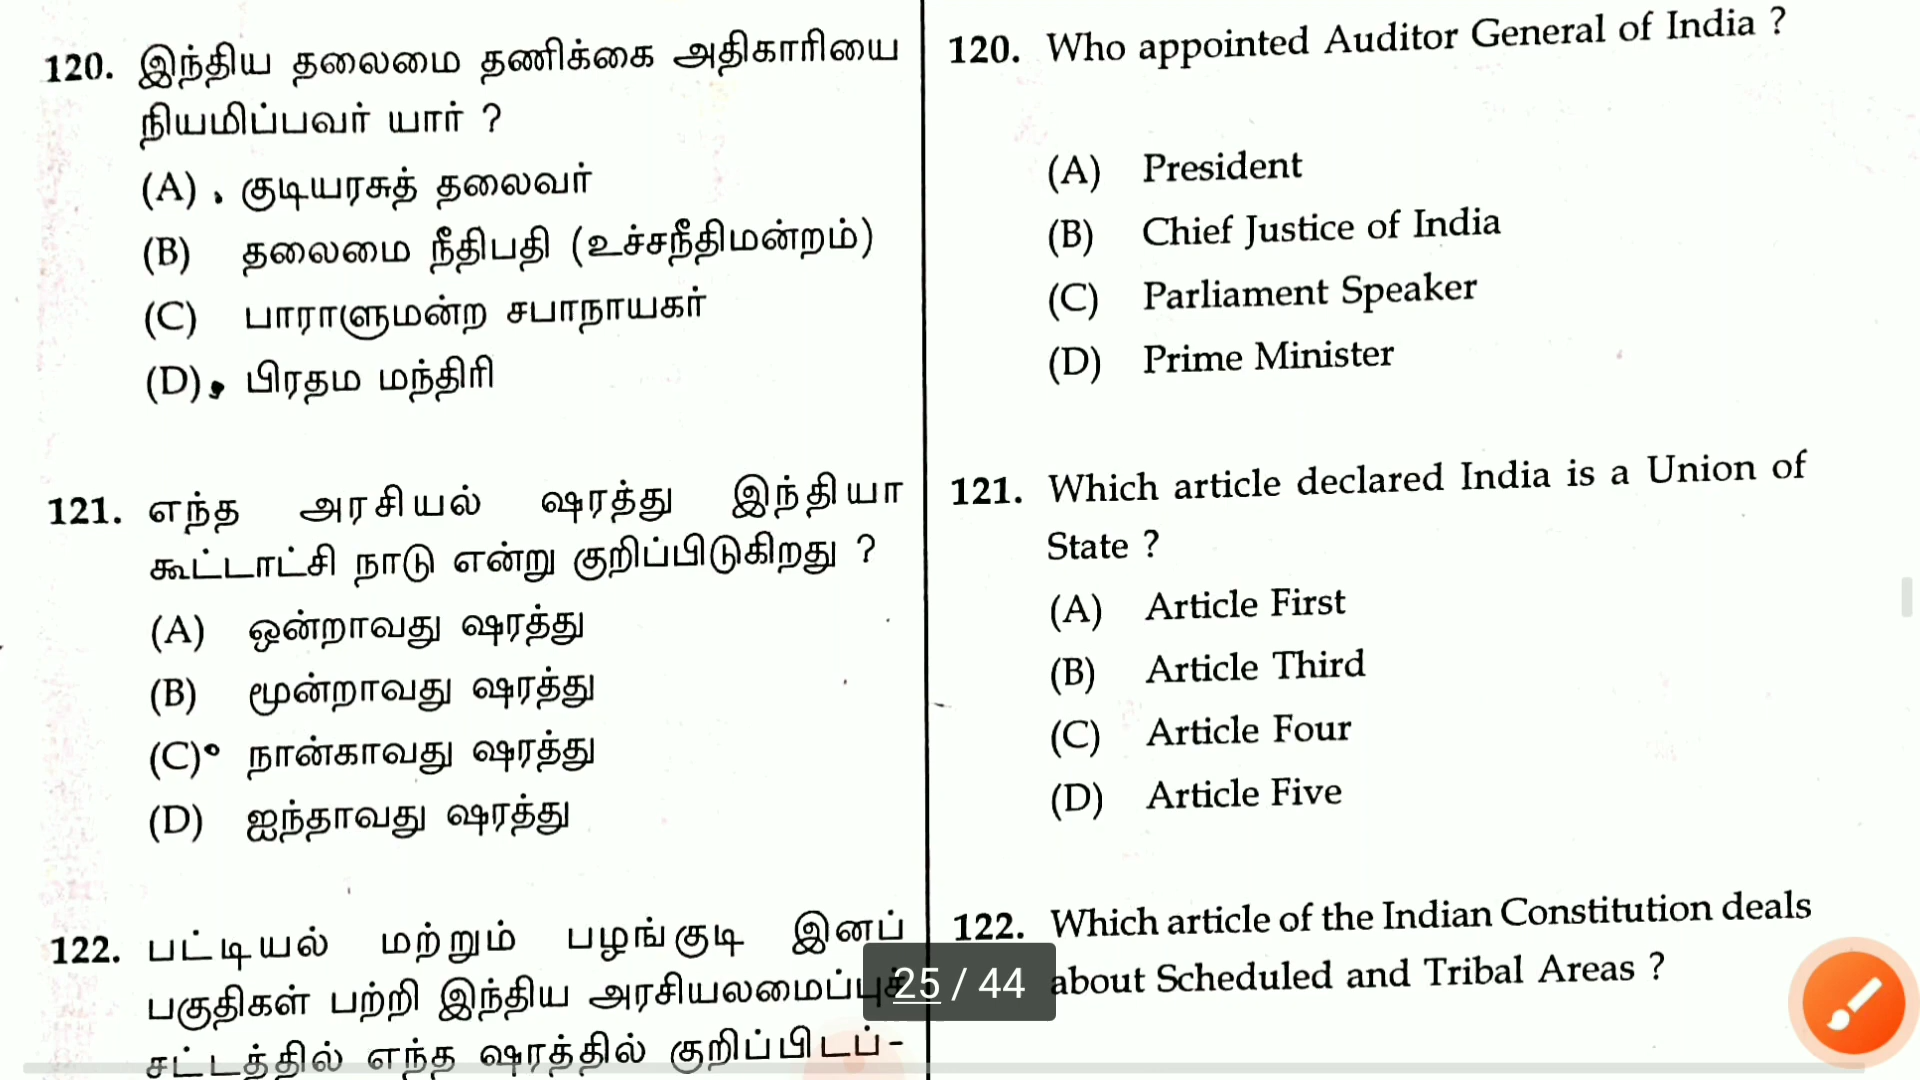 120. இந்திய தலைமை தணிக்கை அதிகாரியை
நியமிப்பவர் யார் ?
(A) குடியரசுத் தலைவர்
(B) தலைமை நீதிபதி (உச்சநீதிமன்றம்)
(C) பாராளுமன்ற சபாநாயகர்
(D) பிரதம மந்திரி
121. எந்த அரசியல் ஷரத்து இந்தியா
கூட்டாட்சி நாடு என்று குறிப்பிடுகிறது ?
(A) ஒன்றாவது ஷரத்து
(B) மூன்றாவது ஷரத்து
(C) நான்காவது ஷரத்து
(D) ஐந்தாவது ஷரத்து
122. பட்டியல் மற்றும் பழங்குடி இனப்
பகுதிகள் பற்றி இந்திய அரசியலமைப்புச்
சட்டத்தில் எந்த ஷரத்தில் குறிப்பிடப்-
120. Who appointed Auditor General of India ?
(A) President
(B) Chief Justice of India
(C) Parliament Speaker
(D) Prime Minister
121. Which article declared India is a Union of
State ?
(A) Article First
(B) Article Third
(C) Article Four
(D) Article Five
122. Which article of the Indian Constitution deals
about Scheduled and Tribal Areas ?
25 / 44